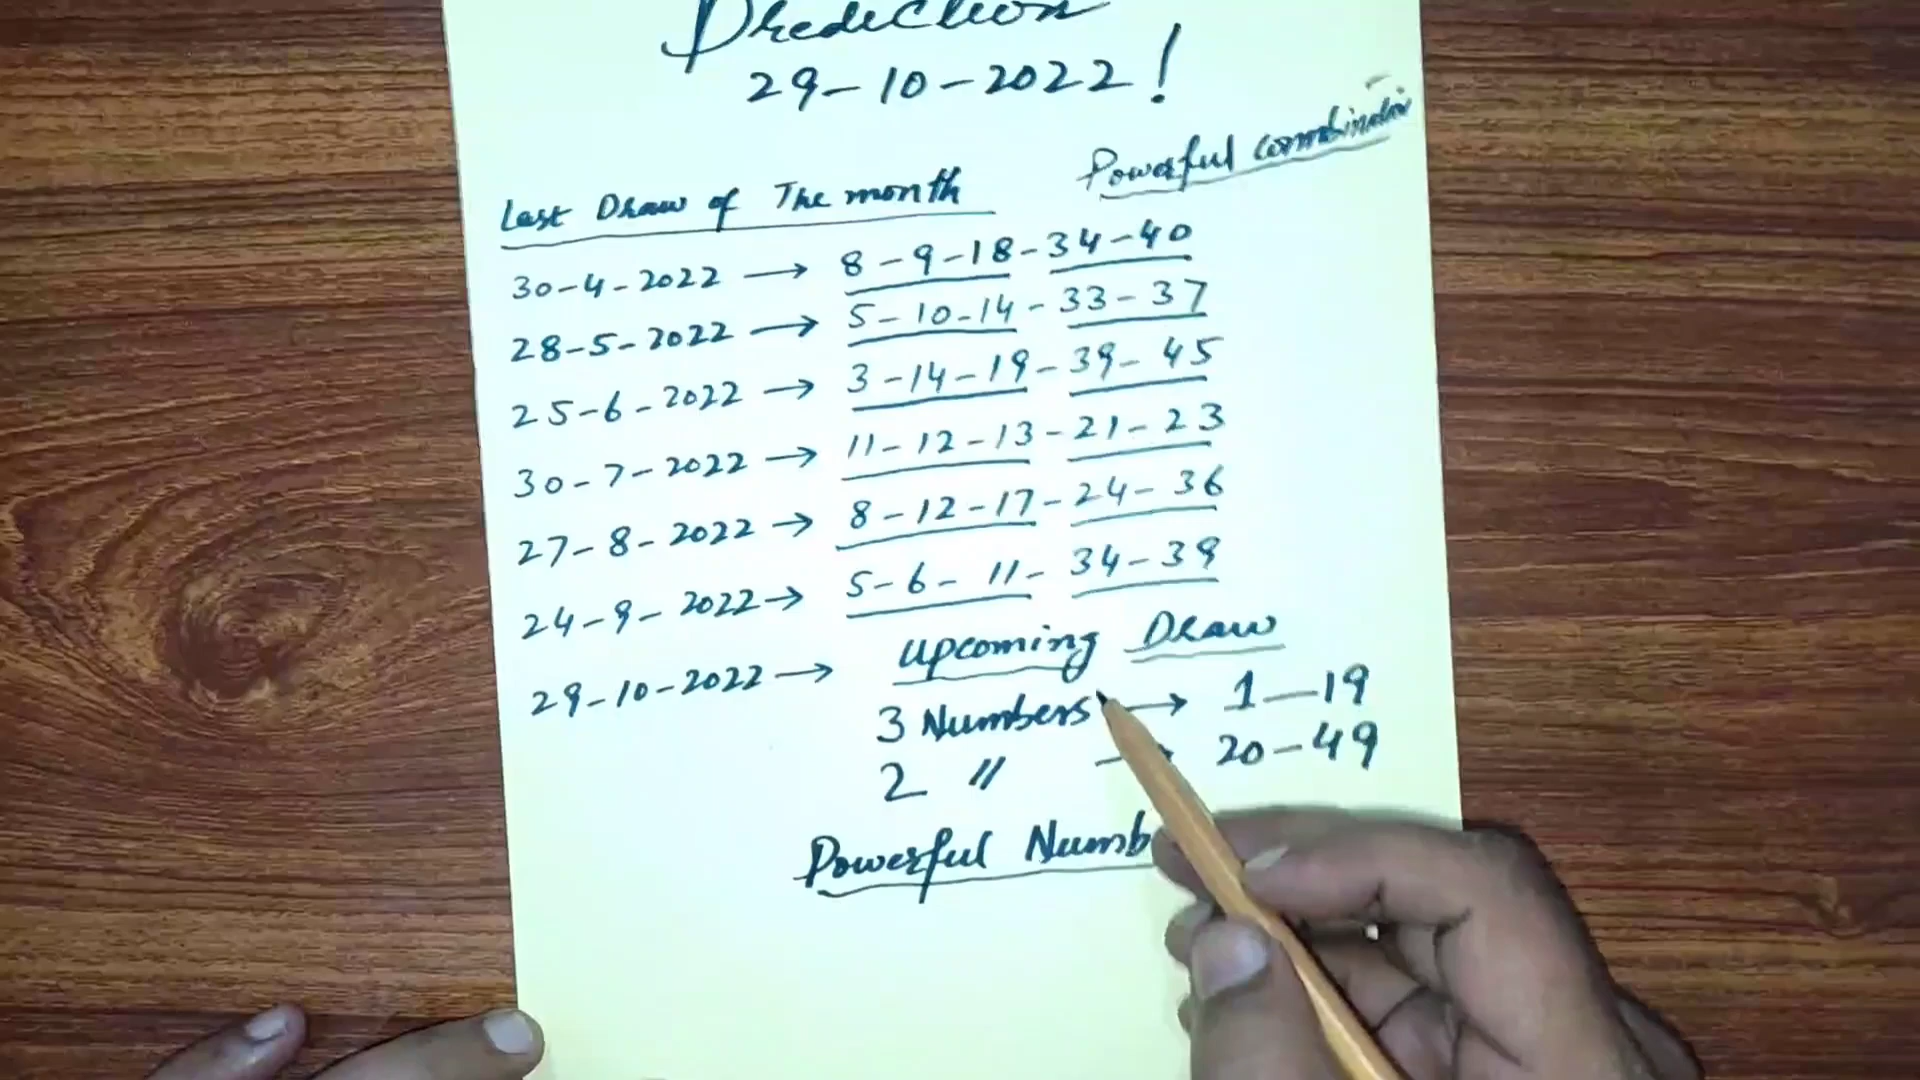 Prediction
29-10-2022!
Powerful combination
Last Draw of The month
30-4-2022 → 8-9-18-34-40
28-5-2022 → 5-10-14-33-37
25-6-2022 → 3-14-19-39-45
30-7-2022 → 11-12-13-21-23
27-8-2022 → 8-12-17-24-36
24-9-2022 → 5-6-11-34-39
29-10-2022 → Upcoming Draw
3 Numbers → 1—19
2 〃 → 20-49
Powerful Numb